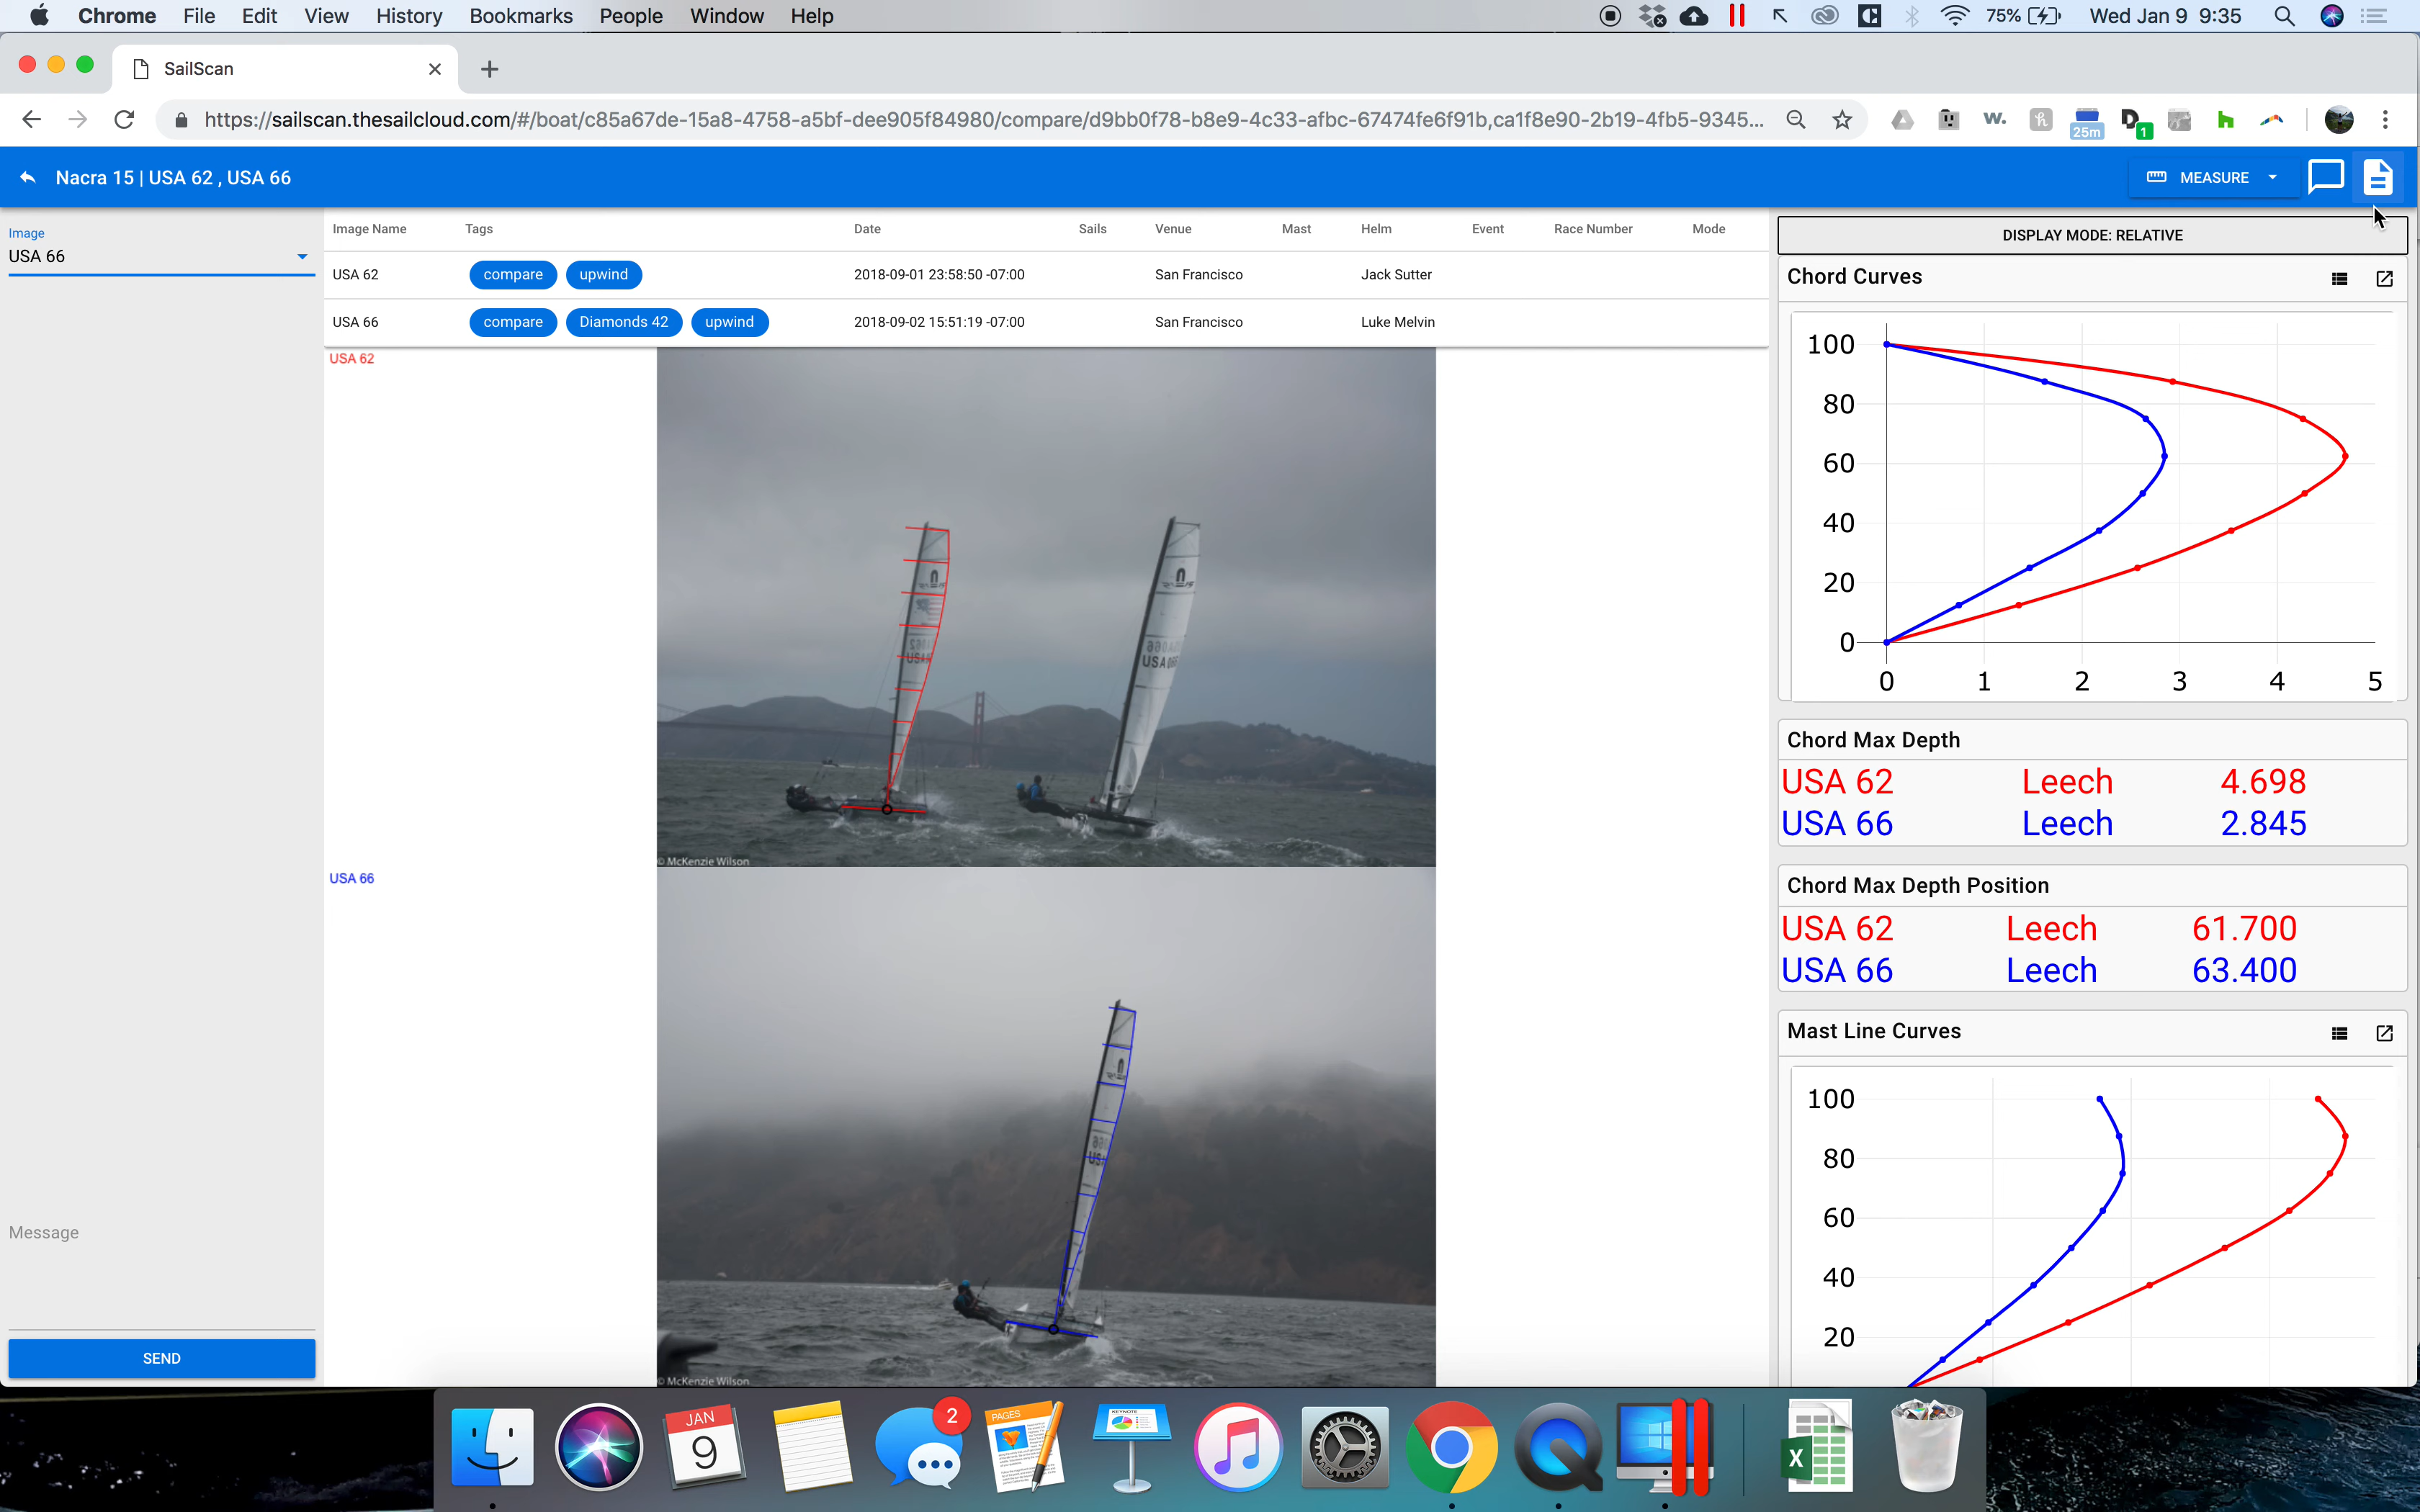 Chrome File Edit View History Bookmarks People Window Help 75% Wed Jan 9 9:35
SailScan
https://sailscan.thesailcloud.com/#/boat/c85a67de-15a8-4758-a5bf-dee905f84980/compare/d9bb0f78-b8e9-4c33-afbc-67474fe6f91b,ca1f8e90-2b19-4fb5-9345...
w.
25m
1
Nacra 15 | USA 62 , USA 66
MEASURE
Image
USA 66
Image Name Tags Date Sails Venue Mast Helm Event Race Number Mode
USA 62 compare upwind 2018-09-01 23:58:50 -07:00 San Francisco Jack Sutter
USA 66 compare Diamonds 42 upwind 2018-09-02 15:51:19 -07:00 San Francisco Luke Melvin
USA 62
USA66
© McKenzie Wilson
USA 66
© McKenzie Wilson
Message
SEND
DISPLAY MODE: RELATIVE
Chord Curves
100
80
60
40
20
0
0 1 2 3 4 5
Chord Max Depth
USA 62 Leech 4.698
USA 66 Leech 2.845
Chord Max Depth Position
USA 62 Leech 61.700
USA 66 Leech 63.400
Mast Line Curves
100
80
60
40
20
JAN
9
2
PAGES
KEYNOTE
X